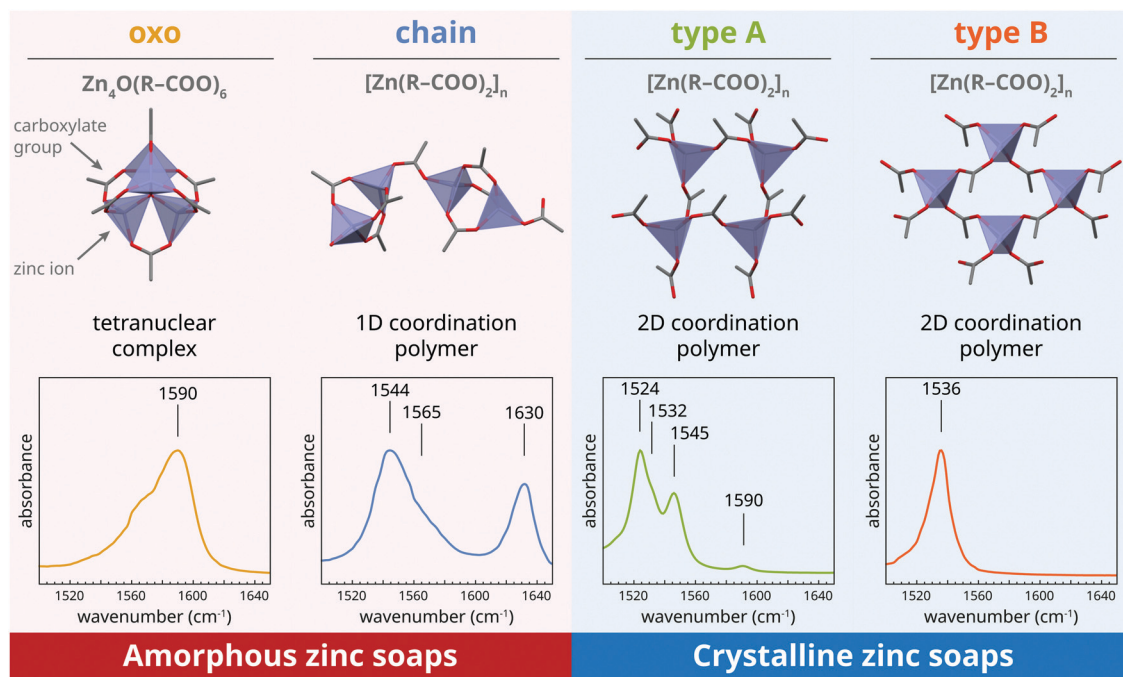 oxo
Zn₄O(R–COO)₆
carboxylate
group
zinc ion
tetranuclear
complex
1590
absorbance
1520 1560 1600 1640
wavenumber (cm⁻¹)
chain
[Zn(R–COO)₂]ₙ
1D coordination
polymer
1544
1565
1630
absorbance
1520 1560 1600 1640
wavenumber (cm⁻¹)
type A
[Zn(R–COO)₂]ₙ
2D coordination
polymer
1524
1532
1545
1590
absorbance
1520 1560 1600 1640
wavenumber (cm⁻¹)
type B
[Zn(R–COO)₂]ₙ
2D coordination
polymer
1536
absorbance
1520 1560 1600 1640
wavenumber (cm⁻¹)
Amorphous zinc soaps
Crystalline zinc soaps